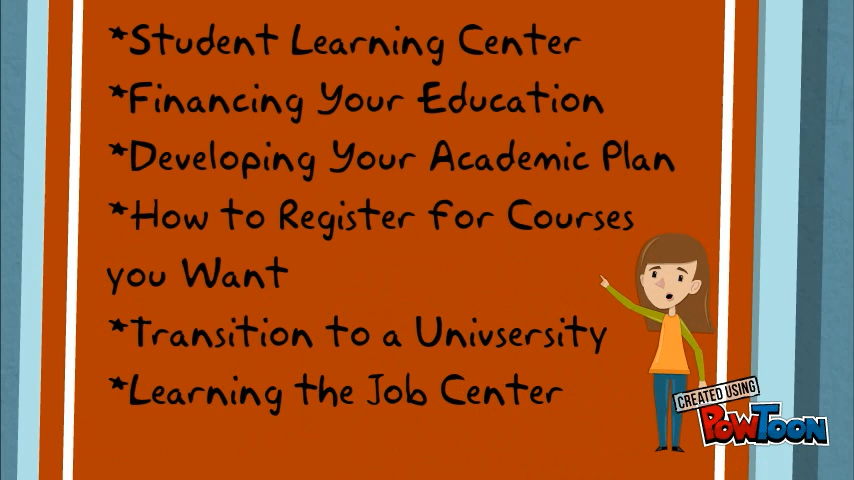 *Student Learning Center
*Financing Your Education
*Developing Your Academic Plan
*How to Register for Courses
you Want
*Transition to a Univsersity
*Learning the Job Center
CREATED USING
POWTOON